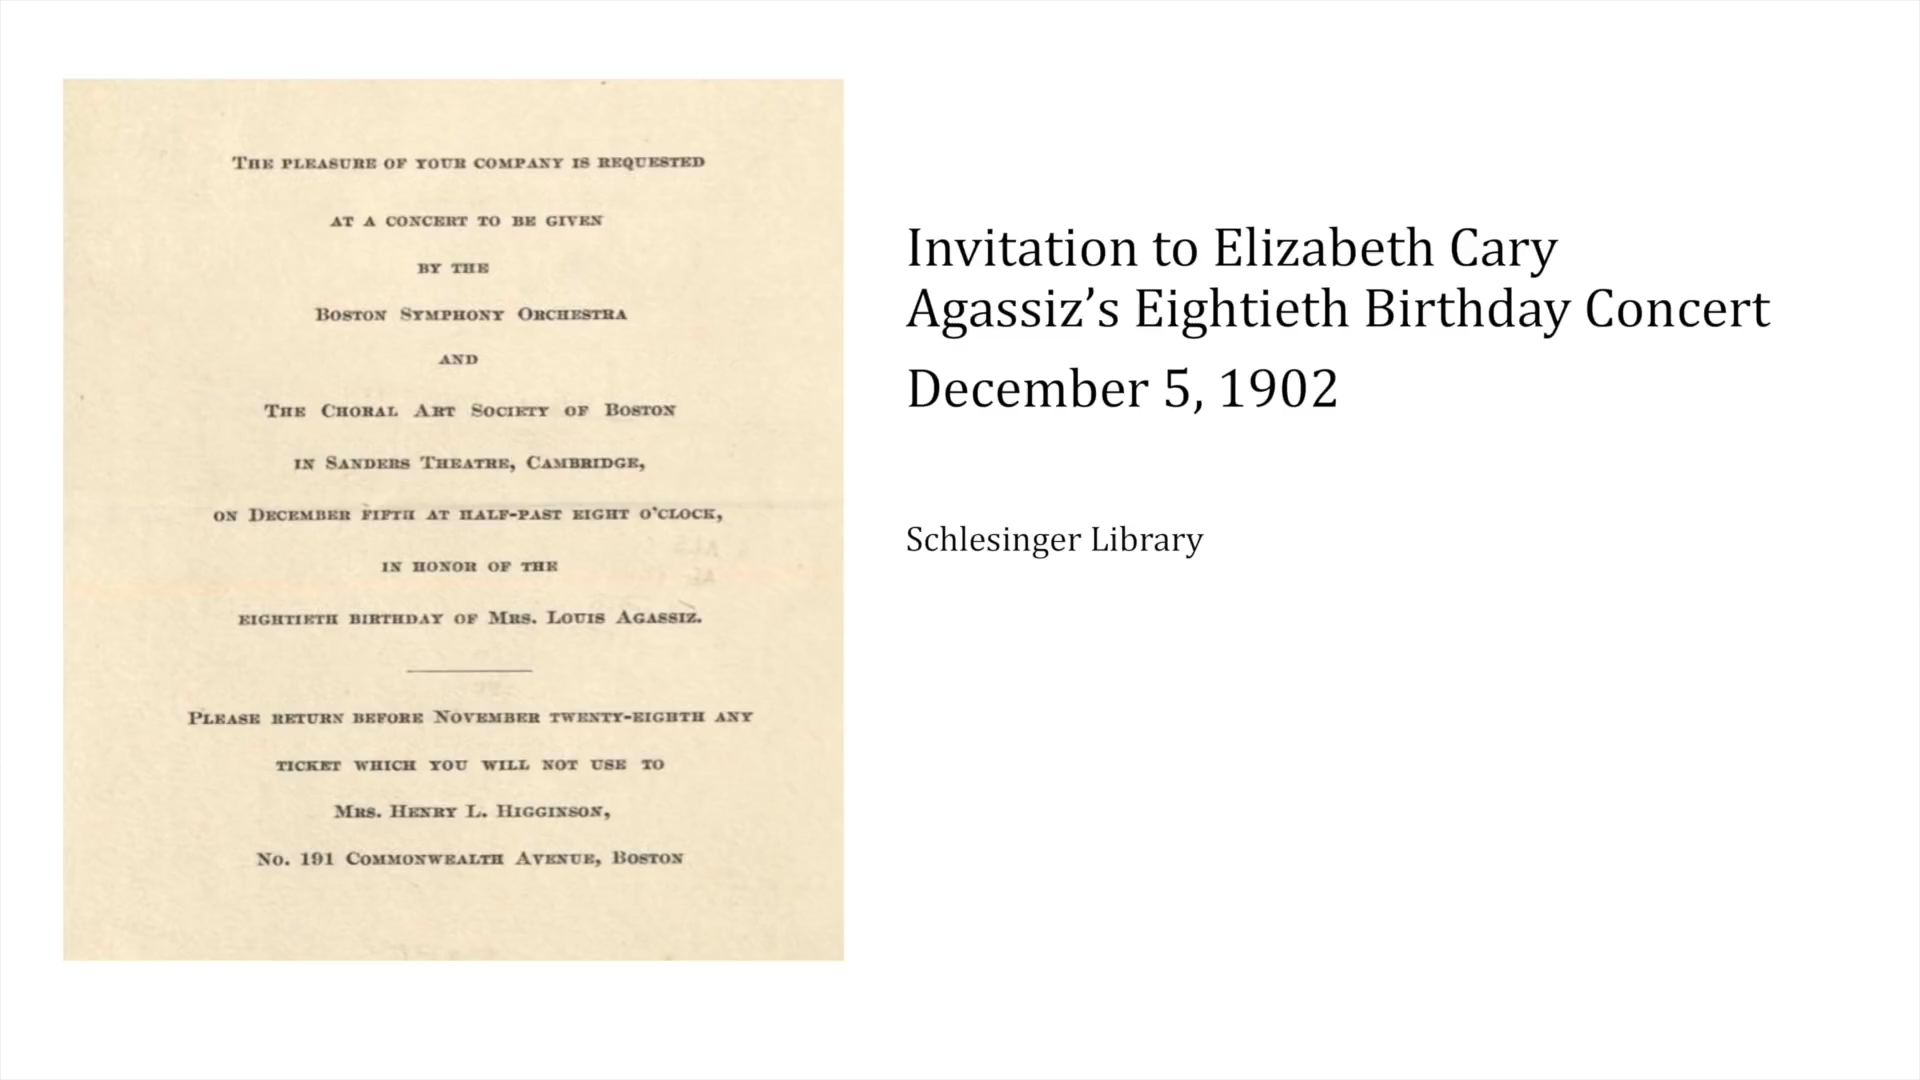 The pleasure of your company is requested
at a concert to be given
by the
Boston Symphony Orchestra
and
The Choral Art Society of Boston
in Sanders Theatre, Cambridge,
on December fifth at half-past eight o'clock,
in honor of the
eightieth birthday of Mrs. Louis Agassiz.
Please return before November twenty-eighth any
ticket which you will not use to
Mrs. Henry L. Higginson,
No. 191 Commonwealth Avenue, Boston
Invitation to Elizabeth Cary
Agassiz’s Eightieth Birthday Concert
December 5, 1902
Schlesinger Library